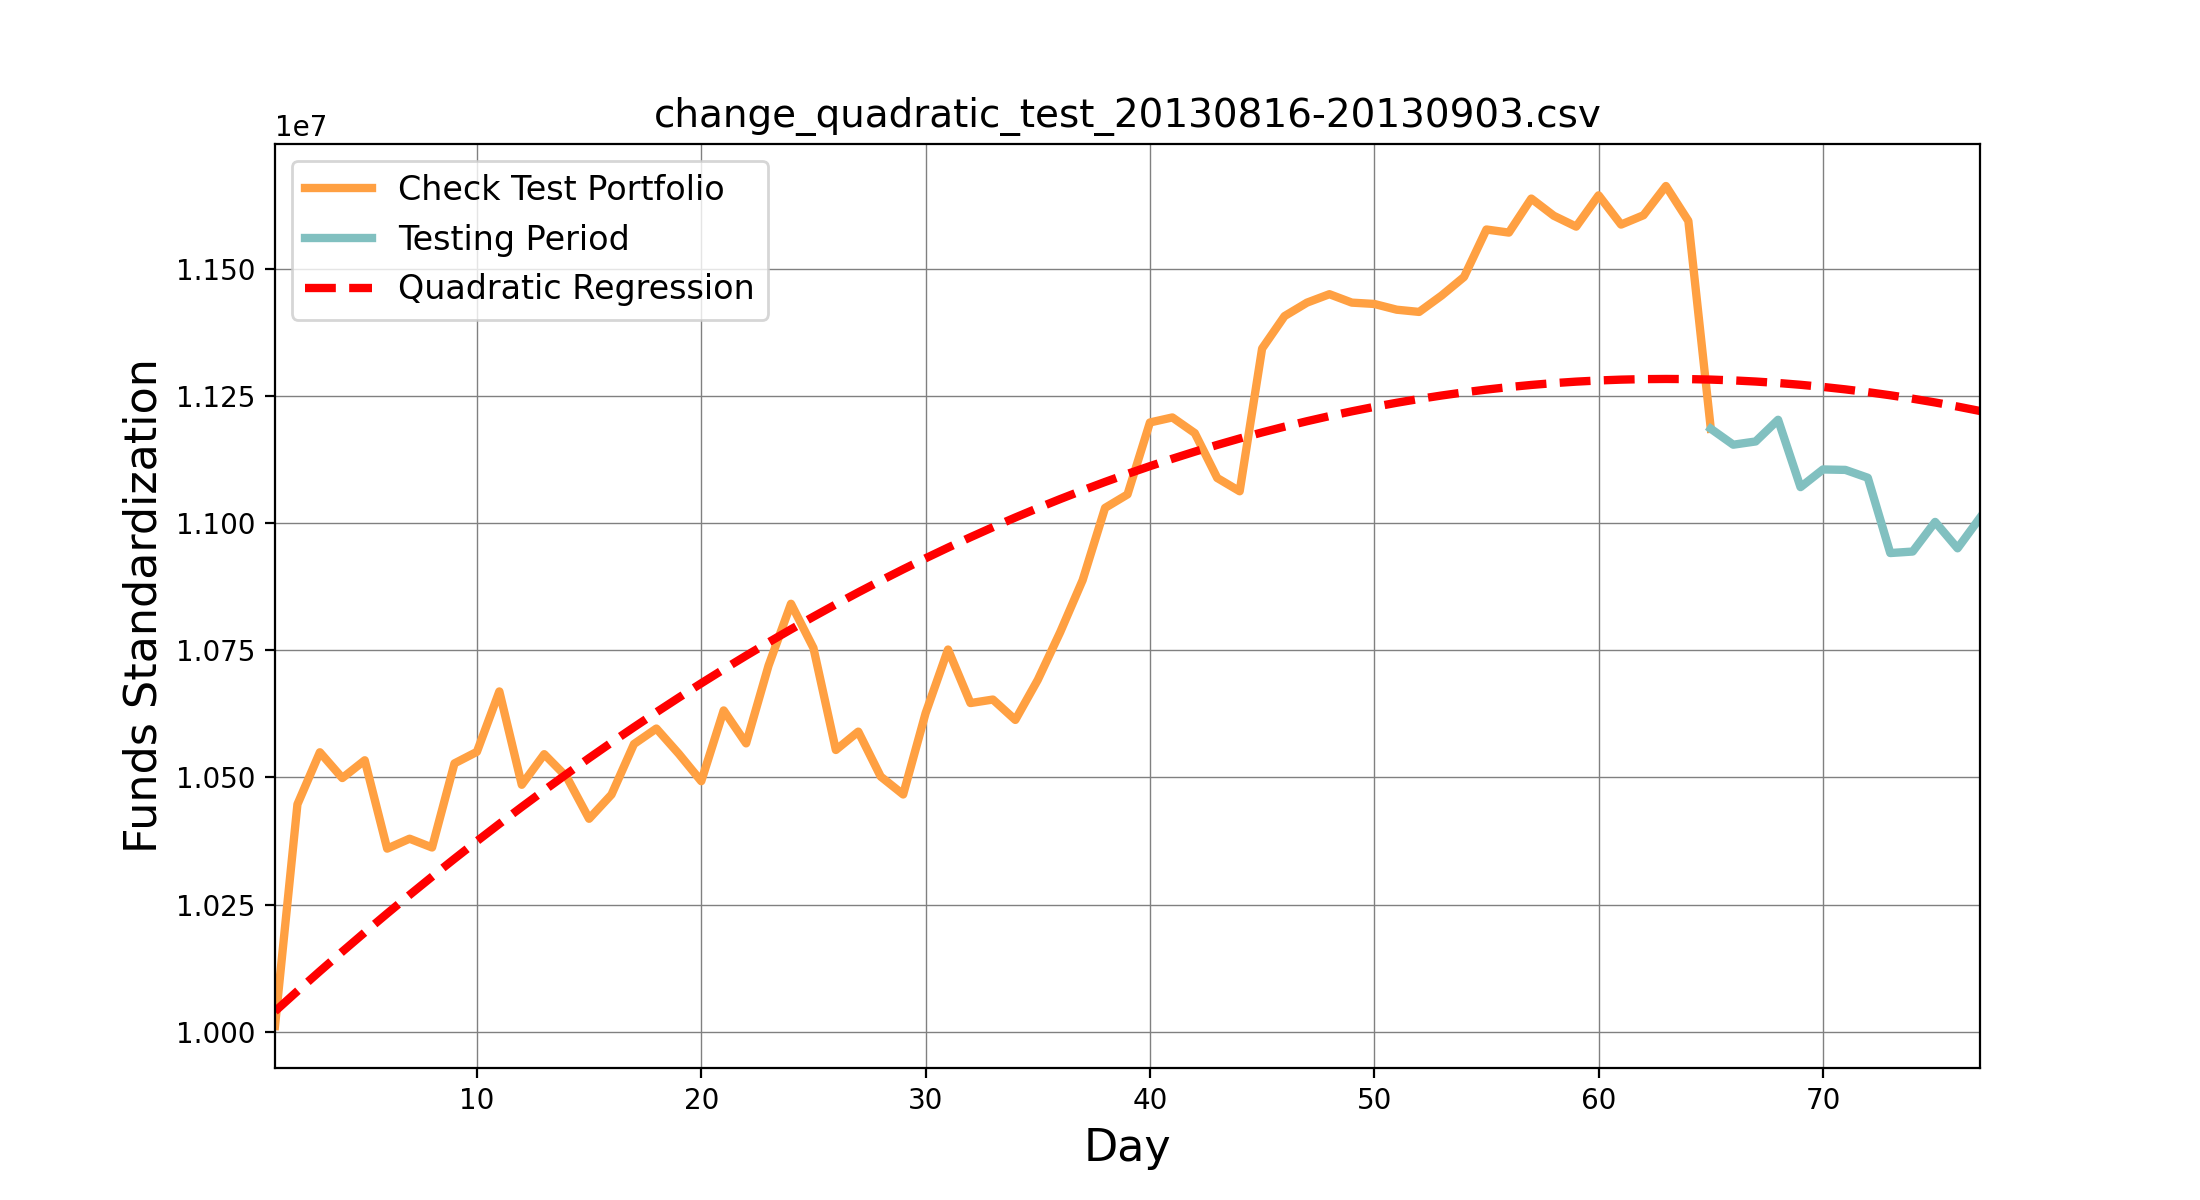 change_quadratic_test_20130816-20130903.csv
1e7
Check Test Portfolio
Testing Period
Quadratic Regression
1.150
1.125
1.100
1.075
1.050
1.025
1.000
Funds Standardization
10 20 30 40 50 60 70
Day